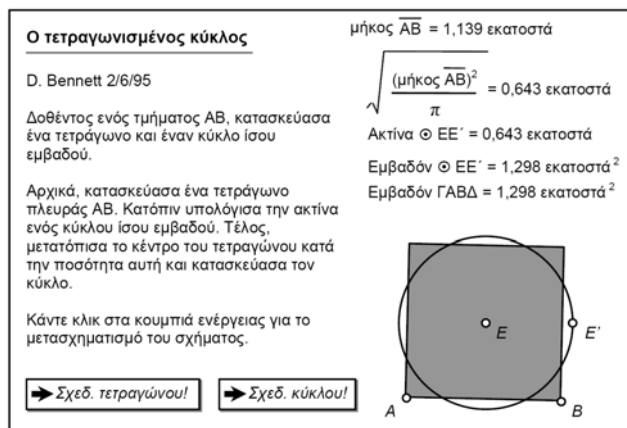 Ο τετραγωνισμένος κύκλος
D. Bennett 2/6/95
Δοθέντος ενός τμήματος ΑΒ, κατασκεύασα
ένα τετράγωνο και έναν κύκλο ίσου
εμβαδού.
Αρχικά, κατασκεύασα ένα τετράγωνο
πλευράς ΑΒ. Κατόπιν υπολόγισα την ακτίνα
ενός κύκλου ίσου εμβαδού. Τέλος,
μετατόπισα το κέντρο του τετραγώνου κατά
την ποσότητα αυτή και κατασκεύασα τον
κύκλο.
Κάντε κλικ στα κουμπιά ενέργειας για το
μετασχηματισμό του σχήματος.
Σχεδ. τετραγώνου!
Σχεδ. κύκλου!
μήκος AB = 1,139 εκατοστά
√((μήκος AB)²/π) = 0,643 εκατοστά
Ακτίνα ⊙ ΕΕ´ = 0,643 εκατοστά
Εμβαδόν ⊙ ΕΕ´ = 1,298 εκατοστά²
Εμβαδόν ΓΑΒΔ = 1,298 εκατοστά²
E
E'
A
B